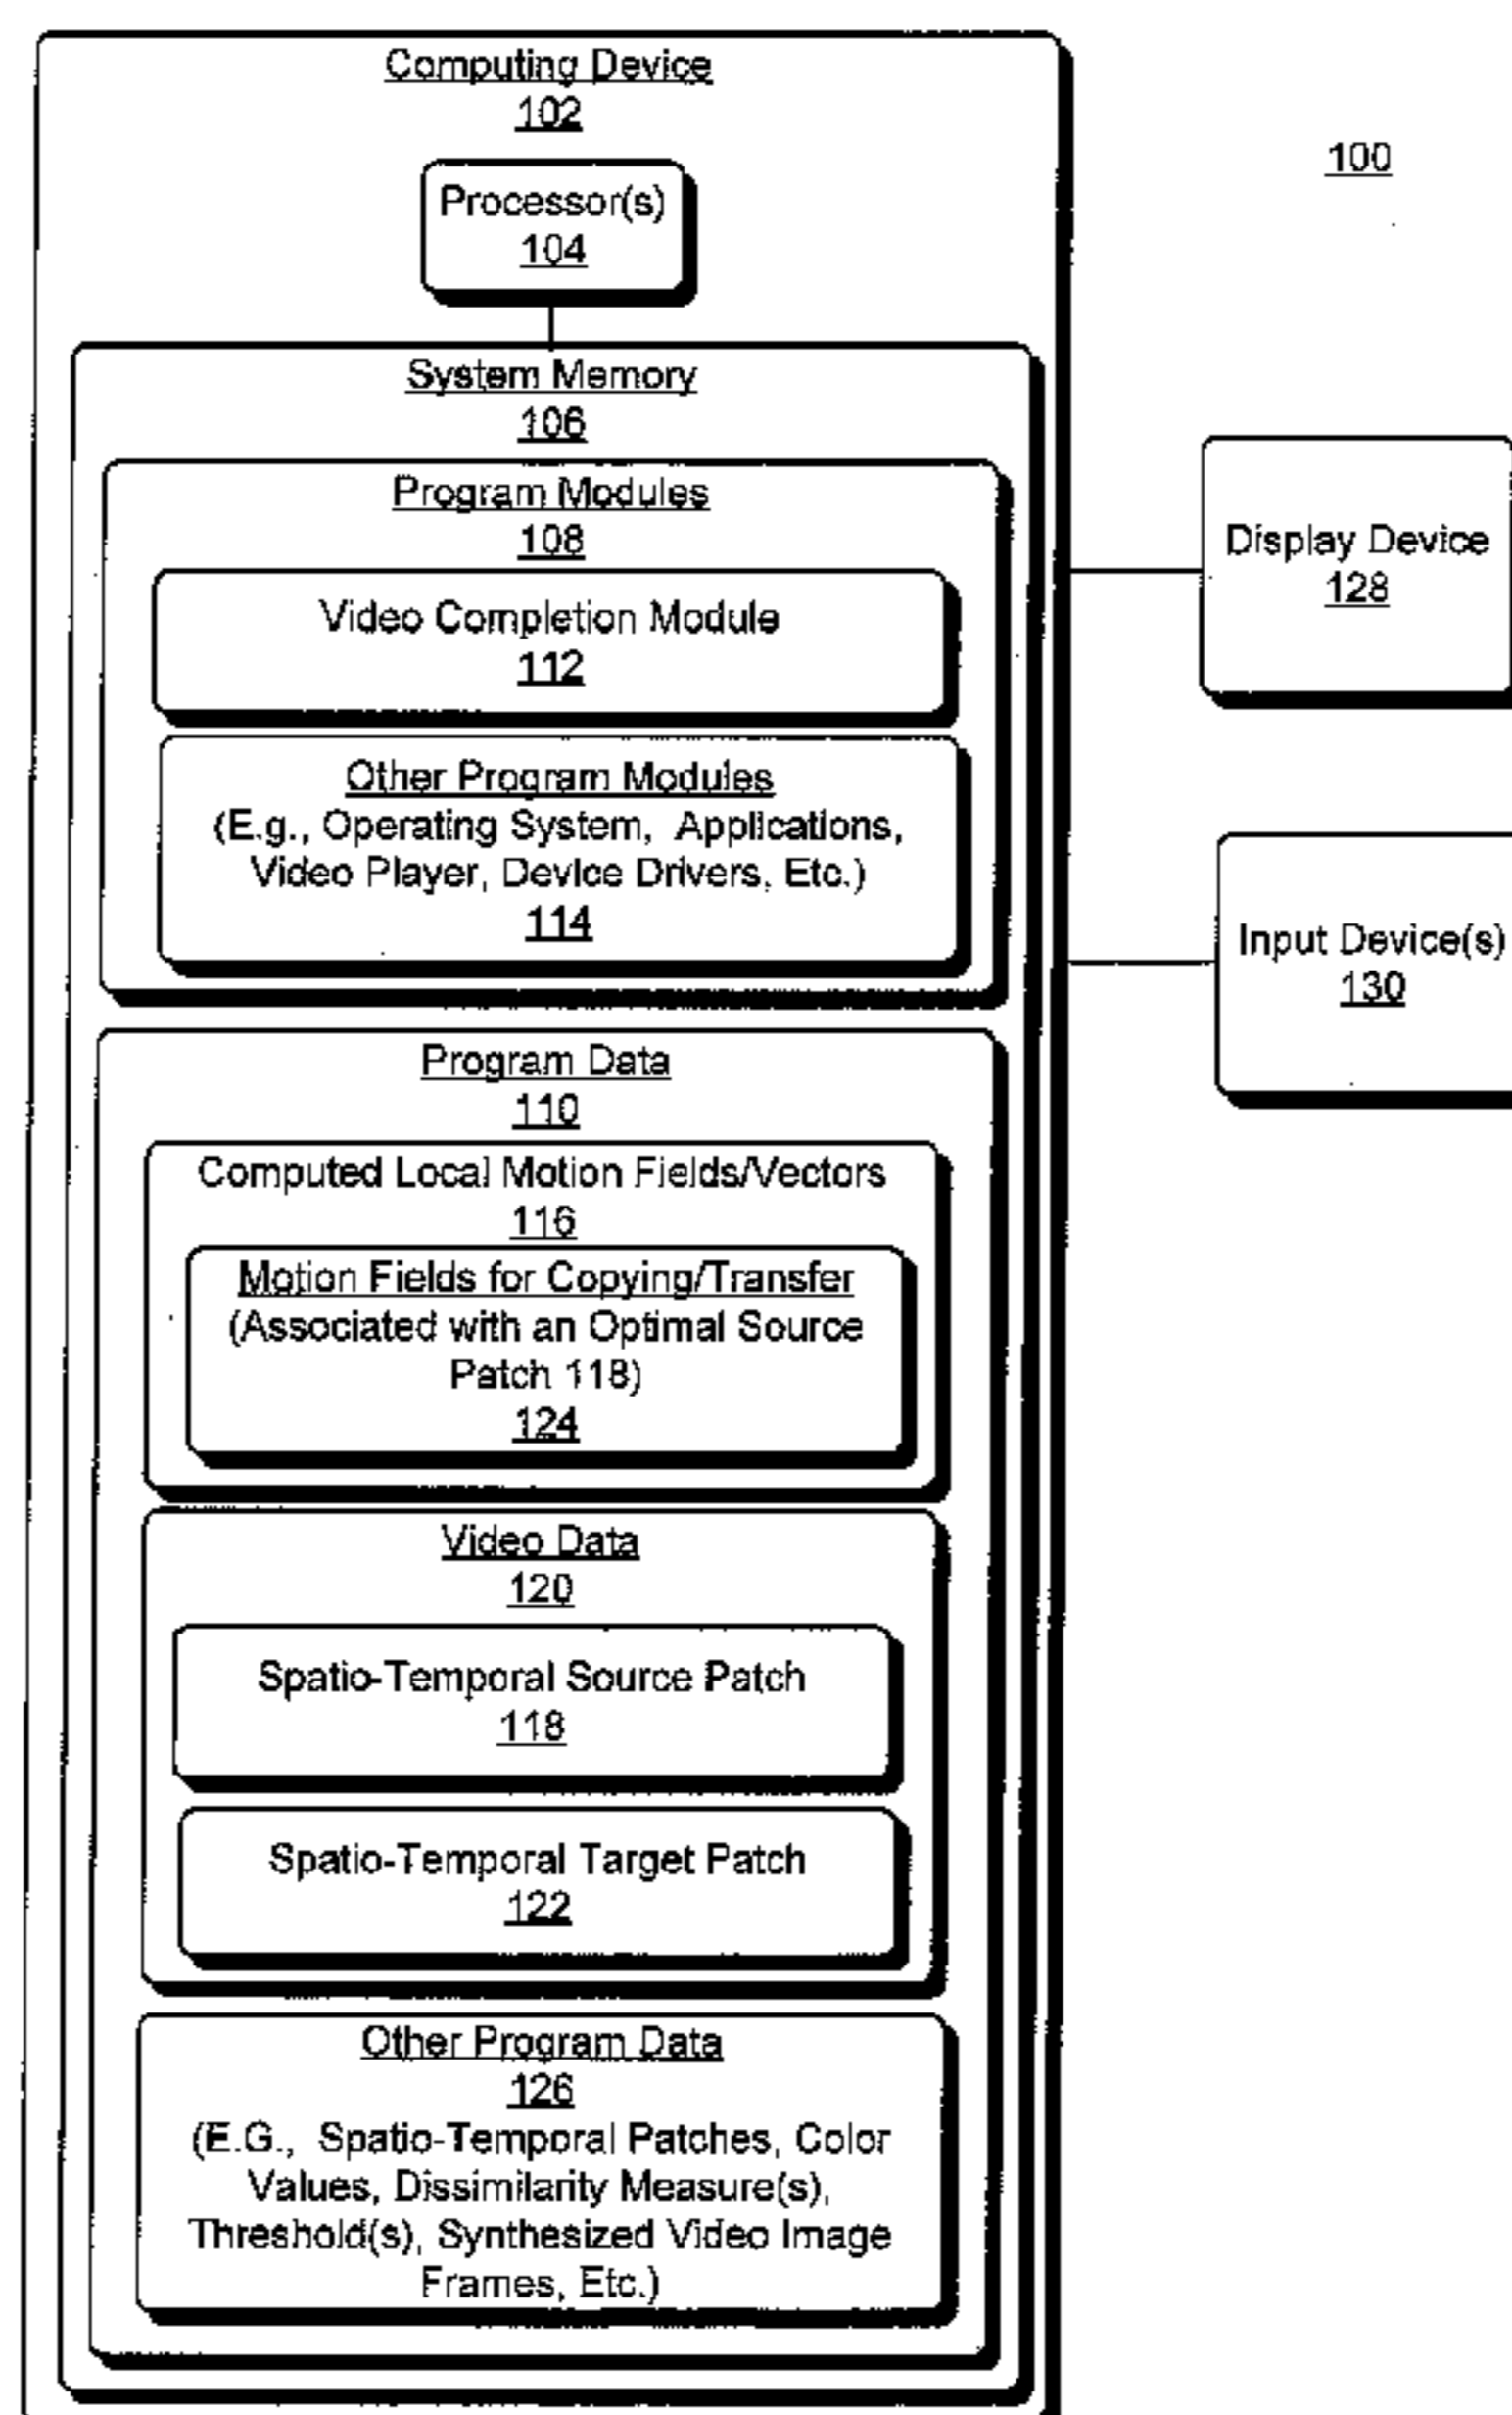 Computing Device
102
100
Processor(s)
104
System Memory
106
Program Modules
108
Video Completion Module
112
Other Program Modules
(E.g., Operating System, Applications,
Video Player, Device Drivers, Etc.)
114
Display Device
128
Input Device(s)
130
Program Data
110
Computed Local Motion Fields/Vectors
116
Motion Fields for Copying/Transfer
(Associated with an Optimal Source
Patch 118)
124
Video Data
120
Spatio-Temporal Source Patch
118
Spatio-Temporal Target Patch
122
Other Program Data
126
(E.G., Spatio-Temporal Patches, Color
Values, Dissimilarity Measure(s),
Threshold(s), Synthesized Video Image
Frames, Etc.)